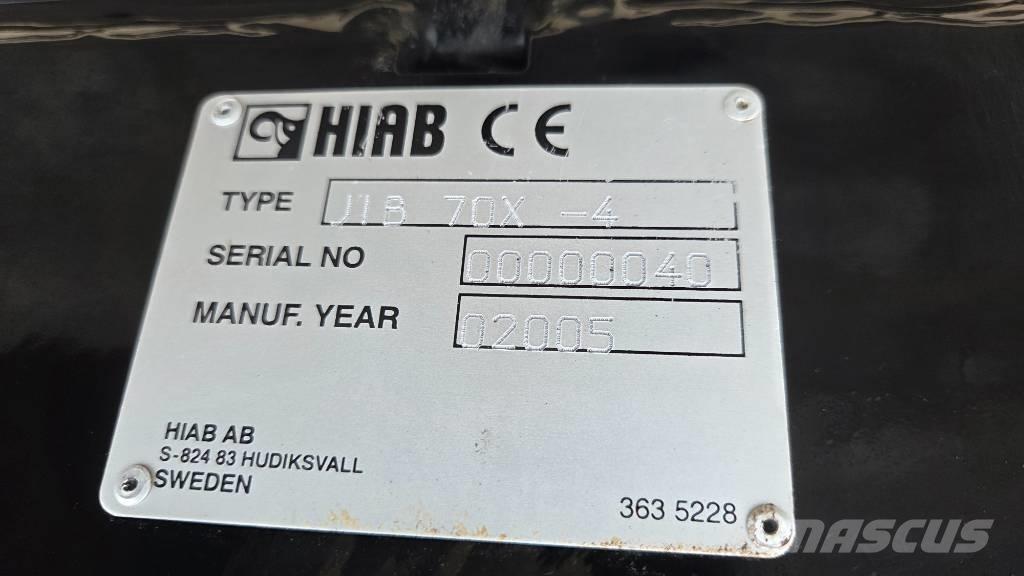 HIAB CE
TYPE JIB 70X -4
SERIAL NO 00000040
MANUF. YEAR 02005
HIAB AB
S-824 83 HUDIKSVALL
SWEDEN
363 5228
MASCUS